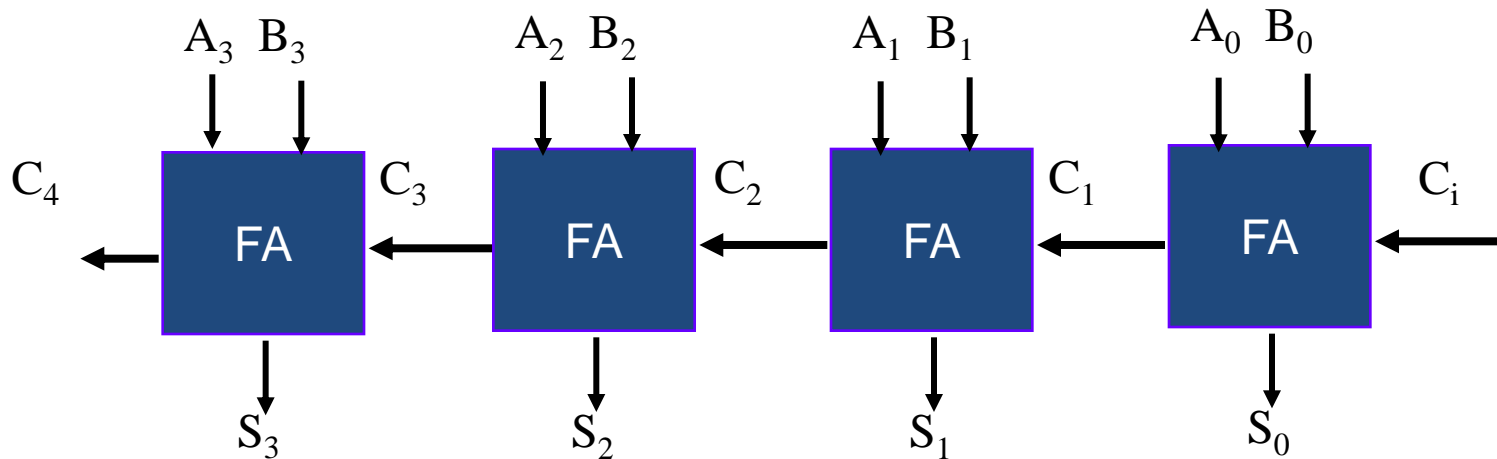 A₃ B₃ A₂ B₂ A₁ B₁ A₀ B₀
C₄ C₃ C₂ C₁ Cᵢ
FA FA FA FA
S₃ S₂ S₁ S₀